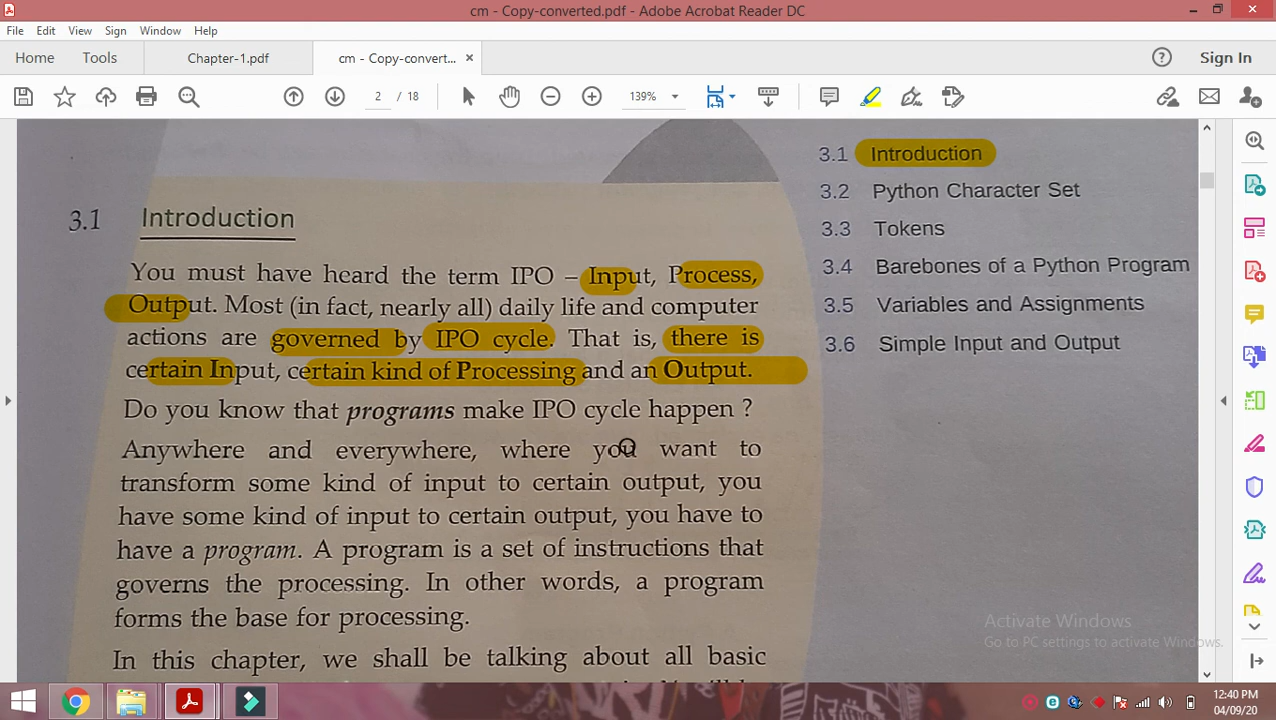 cm - Copy-converted.pdf - Adobe Acrobat Reader DC
File Edit View Sign Window Help
Home Tools Chapter-1.pdf cm - Copy-convert... × Sign In
2 / 18 139%
3.1 Introduction
You must have heard the term IPO – Input, Process,
Output. Most (in fact, nearly all) daily life and computer
actions are governed by IPO cycle. That is, there is
certain Input, certain kind of Processing and an Output.
Do you know that programs make IPO cycle happen ?
Anywhere and everywhere, where you want to
transform some kind of input to certain output, you
have some kind of input to certain output, you have to
have a program. A program is a set of instructions that
governs the processing. In other words, a program
forms the base for processing.
In this chapter, we shall be talking about all basic
3.1 Introduction
3.2 Python Character Set
3.3 Tokens
3.4 Barebones of a Python Program
3.5 Variables and Assignments
3.6 Simple Input and Output
Activate Windows
Go to PC settings to activate Windows.
12:40 PM
04/09/20